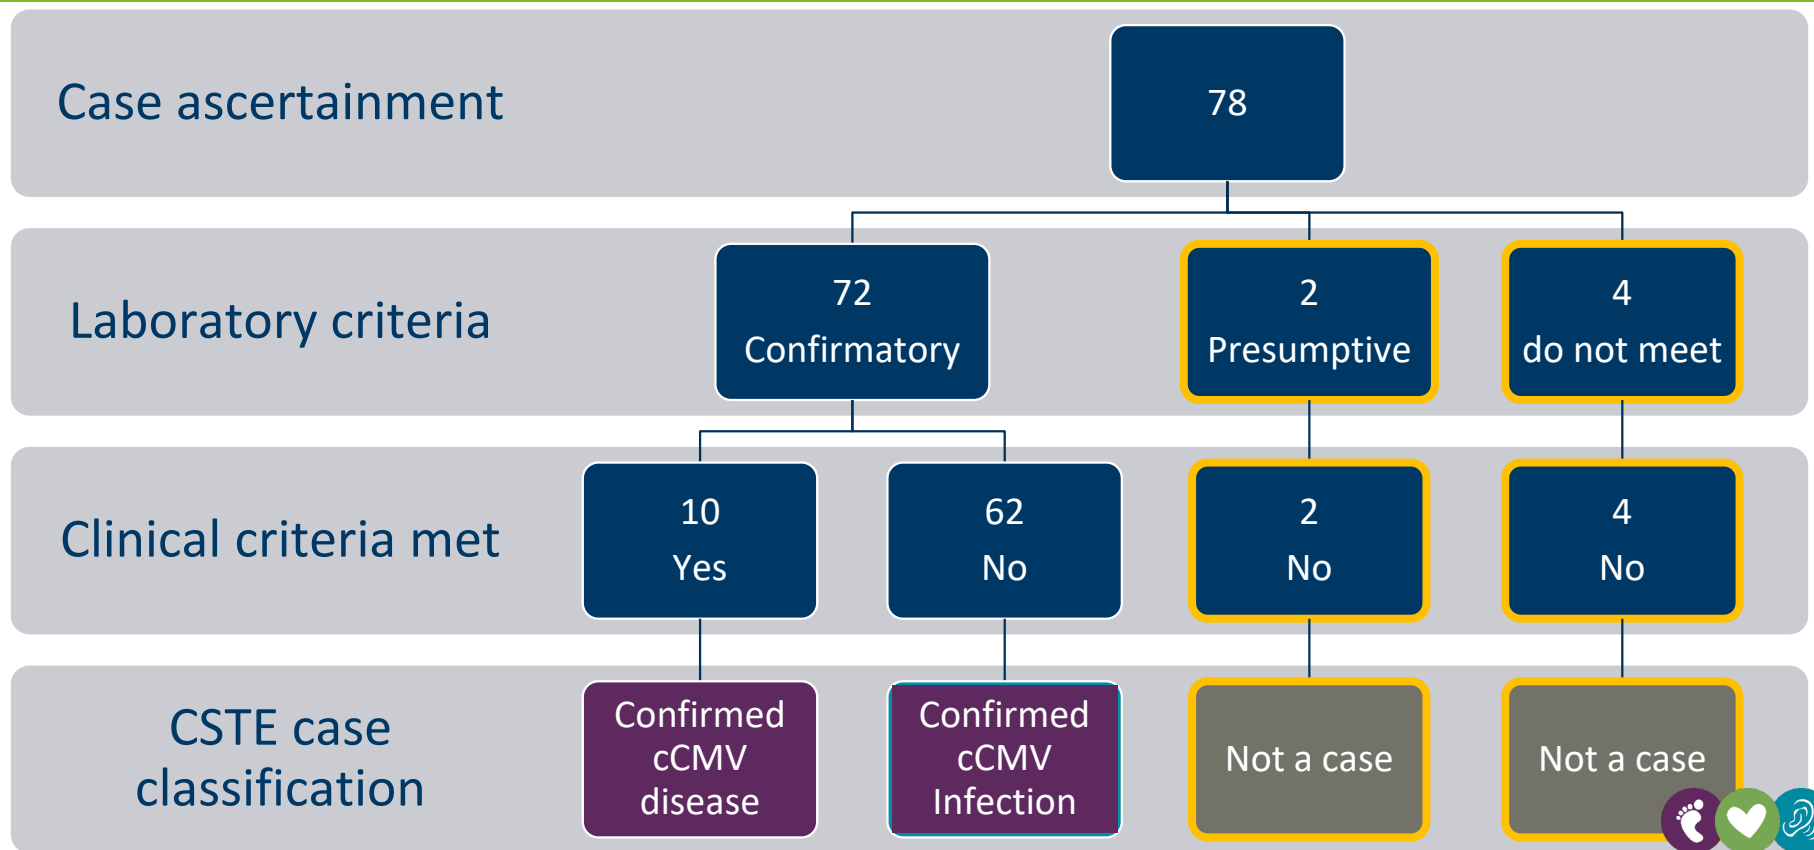 Case ascertainment
78
Laboratory criteria
72
Confirmatory
2
Presumptive
4
do not meet
Clinical criteria met
10
Yes
62
No
2
No
4
No
CSTE case
classification
Confirmed
cCMV
disease
Confirmed
cCMV
Infection
Not a case
Not a case